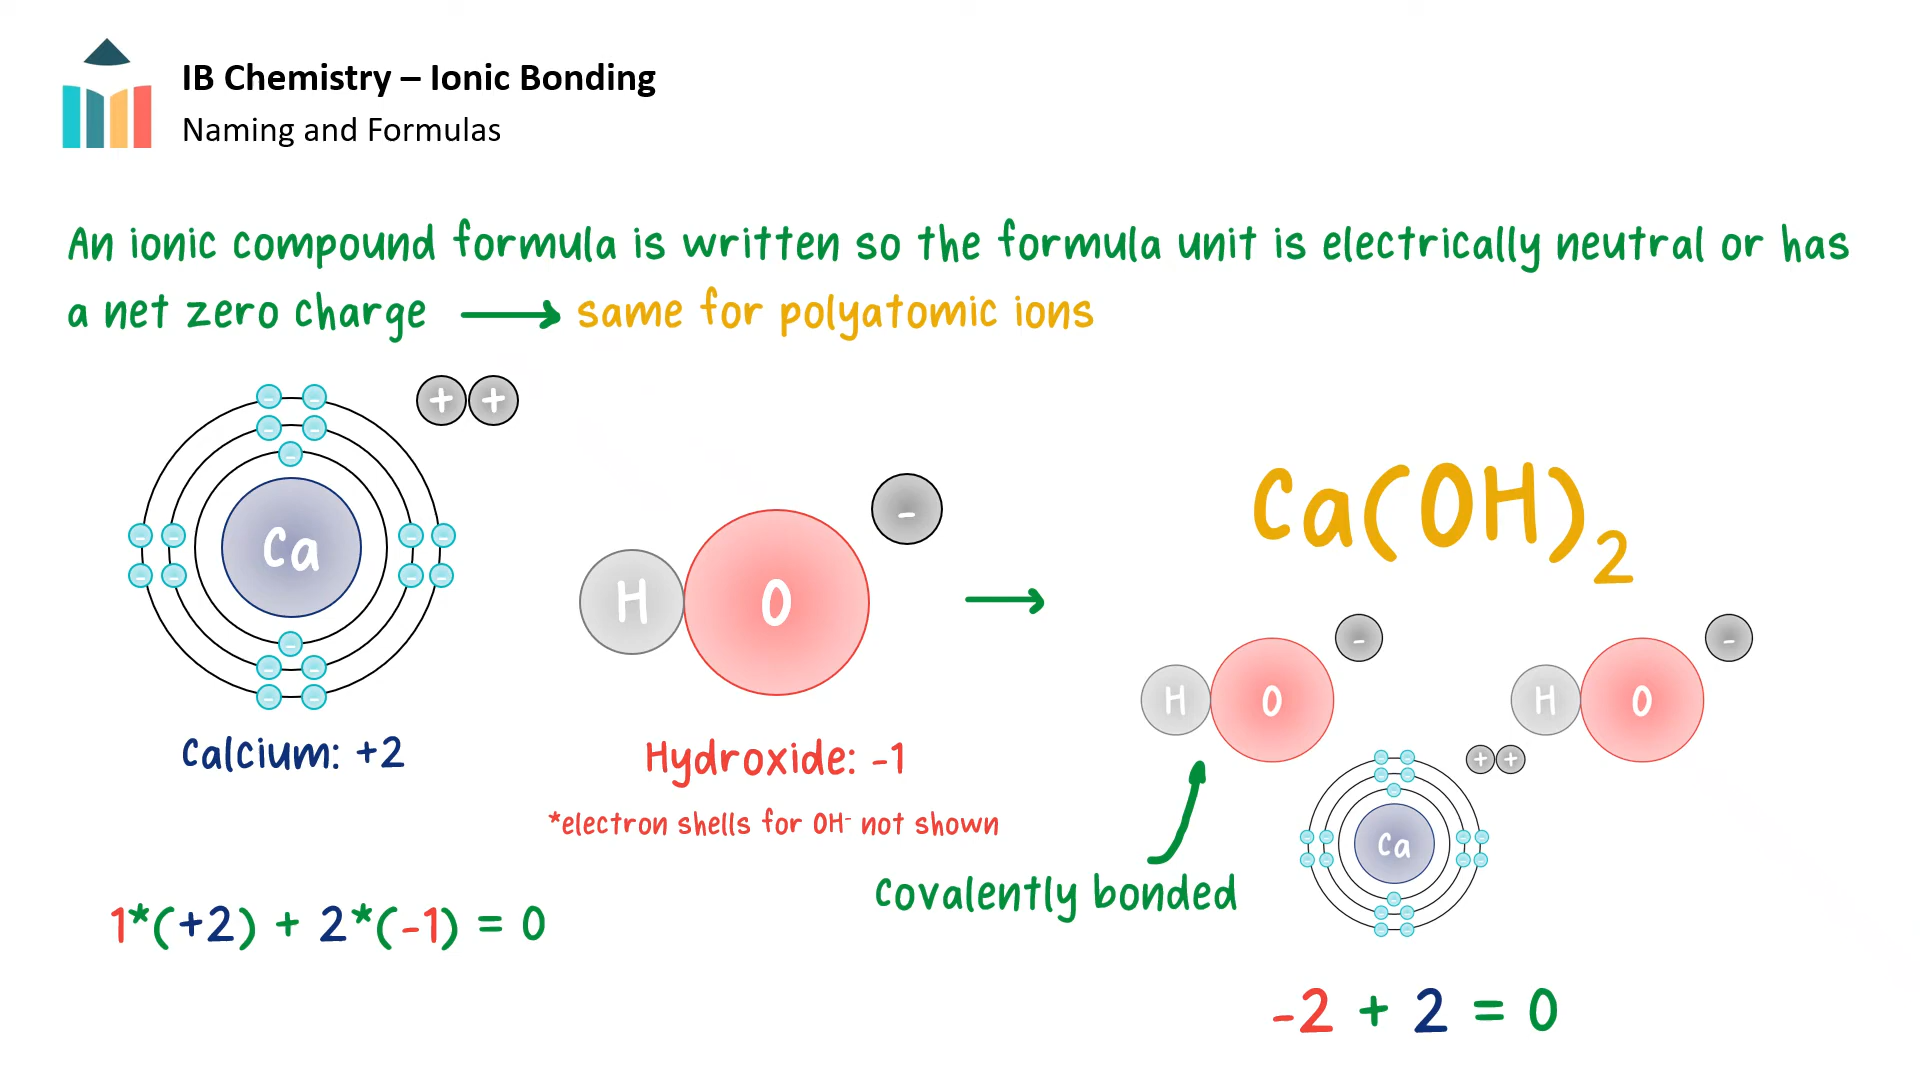 IB Chemistry – Ionic Bonding
Naming and Formulas
An ionic compound formula is written so the formula unit is electrically neutral or has
a net zero charge → same for polyatomic ions
+ +
Ca
Calcium: +2
H O -
Hydroxide: -1
*electron shells for OH⁻ not shown
→
Ca(OH)₂
H O -
H O -
+ +
Ca
covalently bonded
1*(+2) + 2*(-1) = 0
-2 + 2 = 0